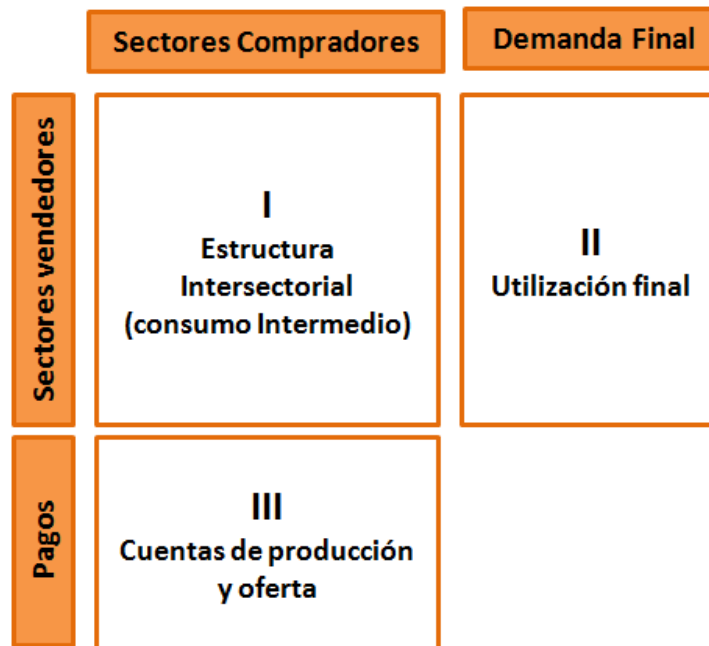 Sectores Compradores
Demanda Final
Sectores vendedores
I
Estructura
Intersectorial
(consumo Intermedio)
II
Utilización final
Pagos
III
Cuentas de producción
y oferta